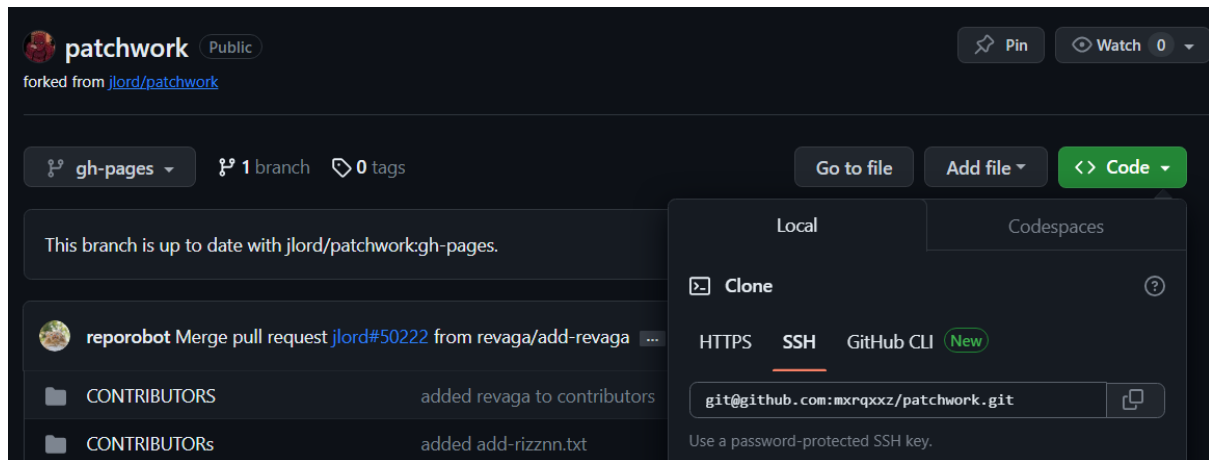 patchwork Public
Pin
Watch 0
forked from jlord/patchwork
gh-pages
1 branch
0 tags
Go to file
Add file
<> Code
This branch is up to date with jlord/patchwork:gh-pages.
Local
Codespaces
Clone
reporobot Merge pull request jlord#50222 from revaga/add-revaga ...
HTTPS
SSH
GitHub CLI
New
CONTRIBUTORS
added revaga to contributors
git@github.com:mxrqxxz/patchwork.git
CONTRIBUTORs
added add-rizznn.txt
Use a password-protected SSH key.